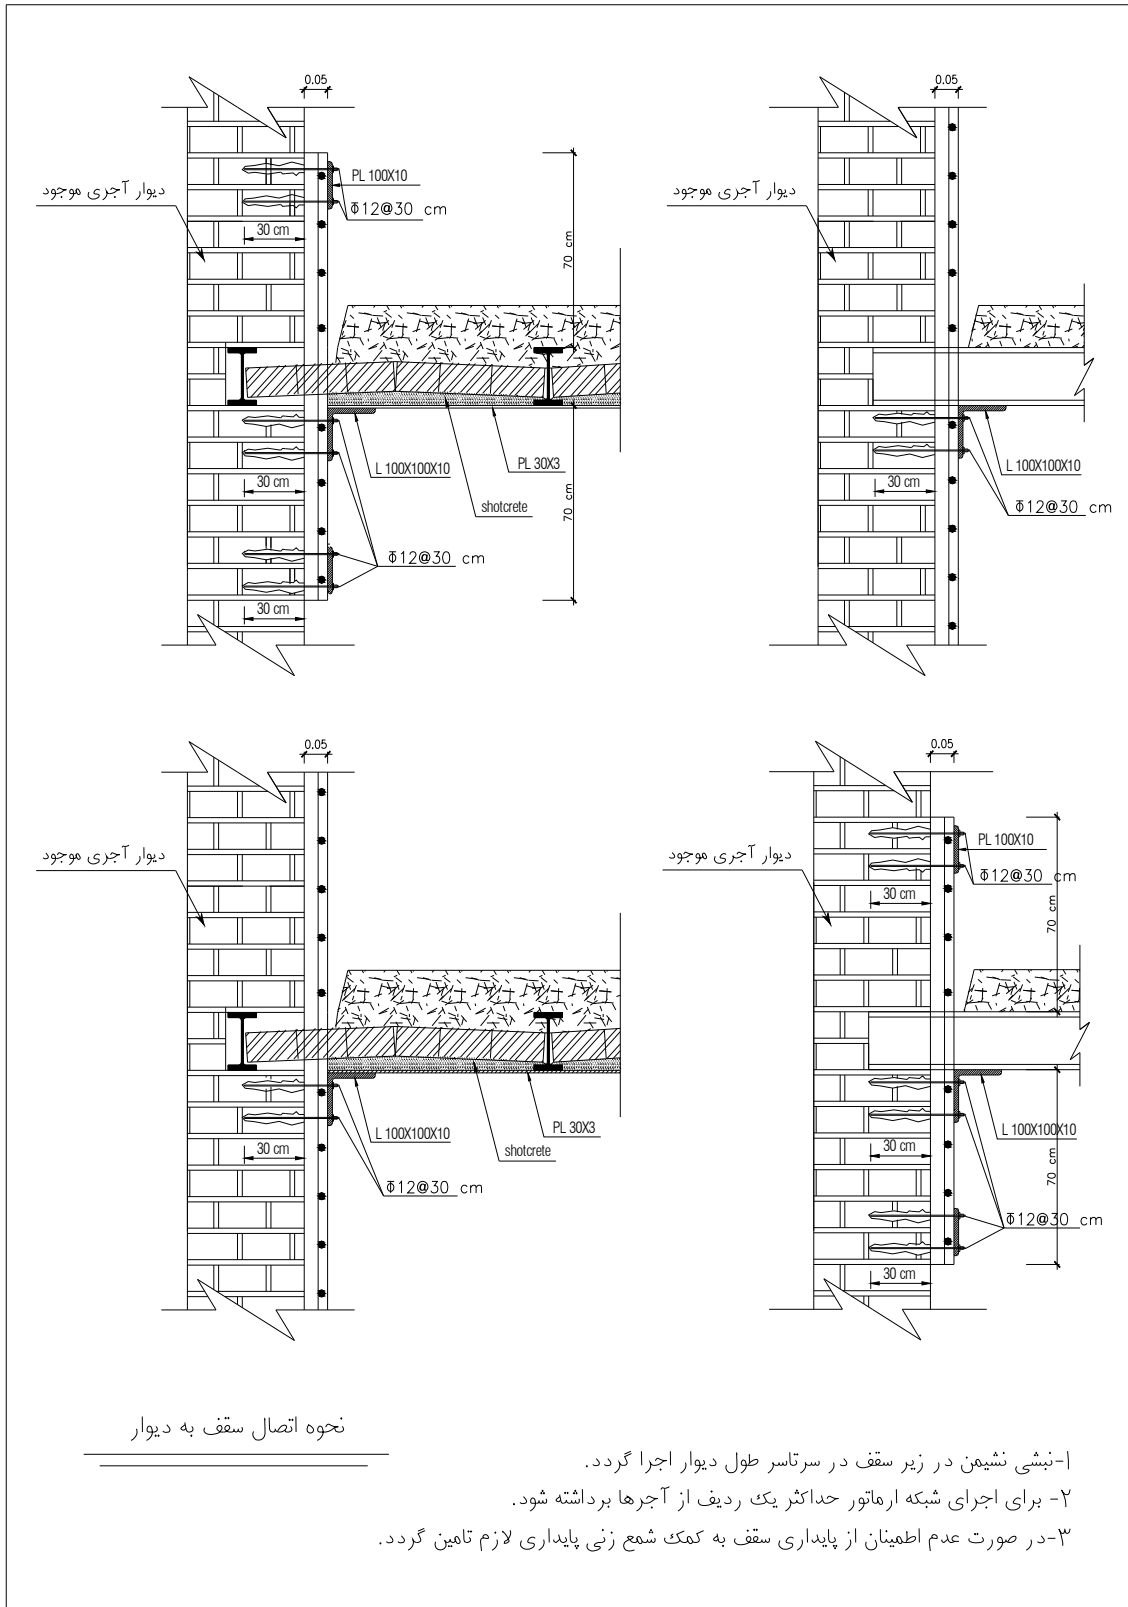 0.05
PL 100X10
Φ12@30 cm
دیوار آجری موجود
30 cm
70 cm
L 100X100X10
PL 30X3
30 cm
shotcrete
70 cm
Φ12@30 cm
30 cm
0.05
دیوار آجری موجود
L 100X100X10
30 cm
Φ12@30 cm
0.05
دیوار آجری موجود
L 100X100X10
PL 30X3
30 cm
shotcrete
Φ12@30 cm
0.05
PL 100X10
دیوار آجری موجود
Φ12@30 cm
30 cm
70 cm
L 100X100X10
30 cm
70 cm
Φ12@30 cm
30 cm
نحوه اتصال سقف به دیوار
۱-نبشی نشیمن در زیر سقف در سرتاسر طول دیوار اجرا گردد.
۲- برای اجرای شبکه ارماتور حداکثر یک ردیف از آجرها برداشته شود.
۳-در صورت عدم اطمینان از پایداری سقف به کمک شمع زنی پایداری لازم تامین گردد.